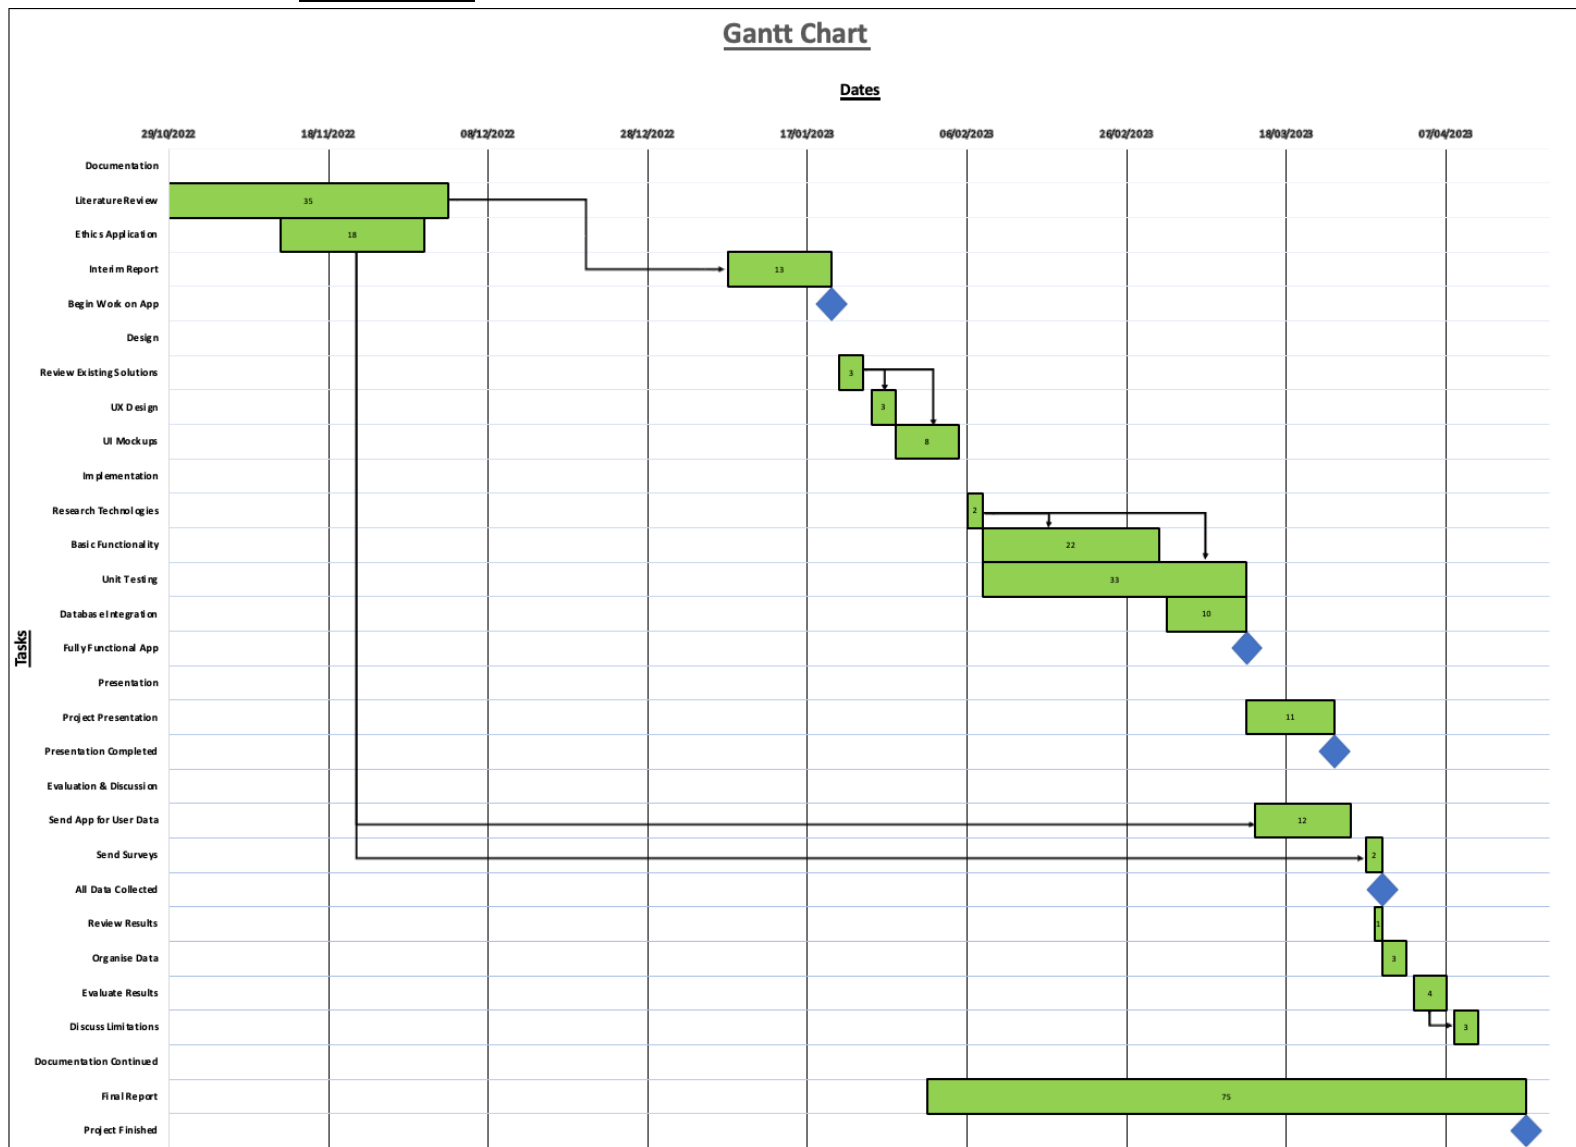 Gantt Chart
Dates
29/10/2022 18/11/2022 08/12/2022 28/12/2022 17/01/2023 06/02/2023 26/02/2023 18/03/2023 07/04/2023
Tasks
Documentation
Literature Review 35
Ethics Application 18
Interim Report 13
Begin Work on App
Design
Review Existing Solutions 3
UX Design 3
UI Mockups 8
Implementation
Research Technologies 2
Basic Functionality 22
Unit Testing 33
Database Integration 10
Fully Functional App
Presentation
Project Presentation 11
Presentation Completed
Evaluation & Discussion
Send App for User Data 12
Send Surveys 2
All Data Collected
Review Results 1
Organise Data 3
Evaluate Results 4
Discuss Limitations 3
Documentation Continued
Final Report 75
Project Finished